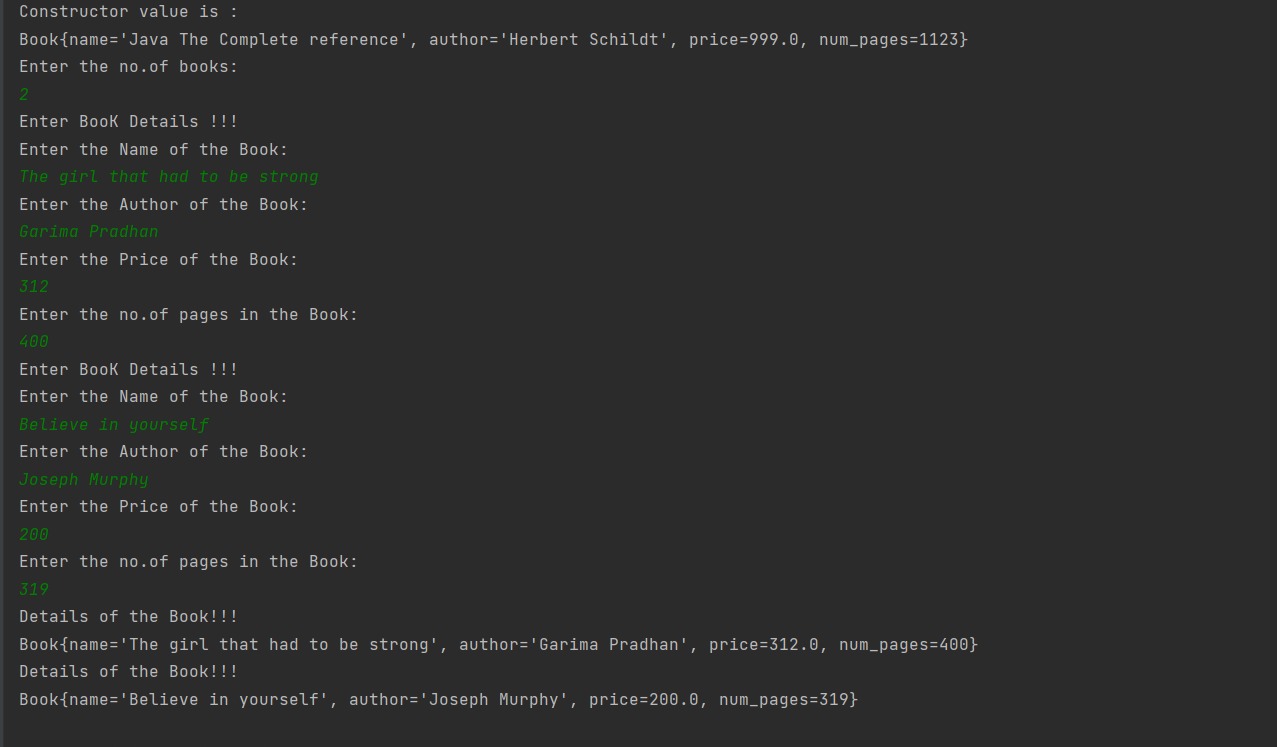 Constructor value is :
Book{name='Java The Complete reference', author='Herbert Schildt', price=999.0, num_pages=1123}
Enter the no.of books:
2
Enter BooK Details !!!
Enter the Name of the Book:
The girl that had to be strong
Enter the Author of the Book:
Garima Pradhan
Enter the Price of the Book:
312
Enter the no.of pages in the Book:
400
Enter BooK Details !!!
Enter the Name of the Book:
Believe in yourself
Enter the Author of the Book:
Joseph Murphy
Enter the Price of the Book:
200
Enter the no.of pages in the Book:
319
Details of the Book!!!
Book{name='The girl that had to be strong', author='Garima Pradhan', price=312.0, num_pages=400}
Details of the Book!!!
Book{name='Believe in yourself', author='Joseph Murphy', price=200.0, num_pages=319}